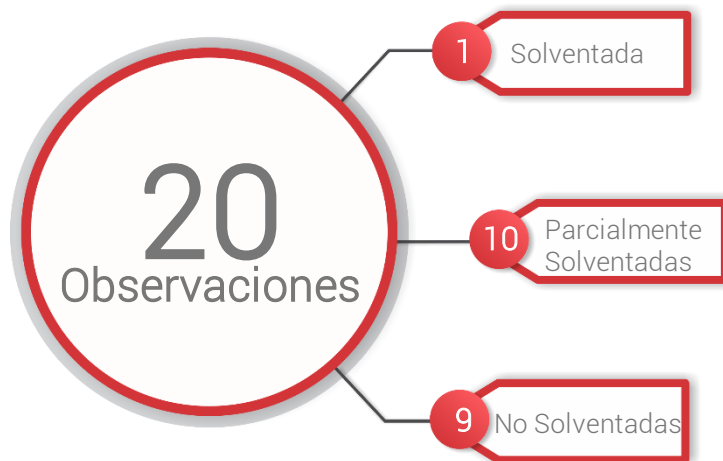 20
Observaciones
1
Solventada
10
Parcialmente
Solventadas
9
No Solventadas